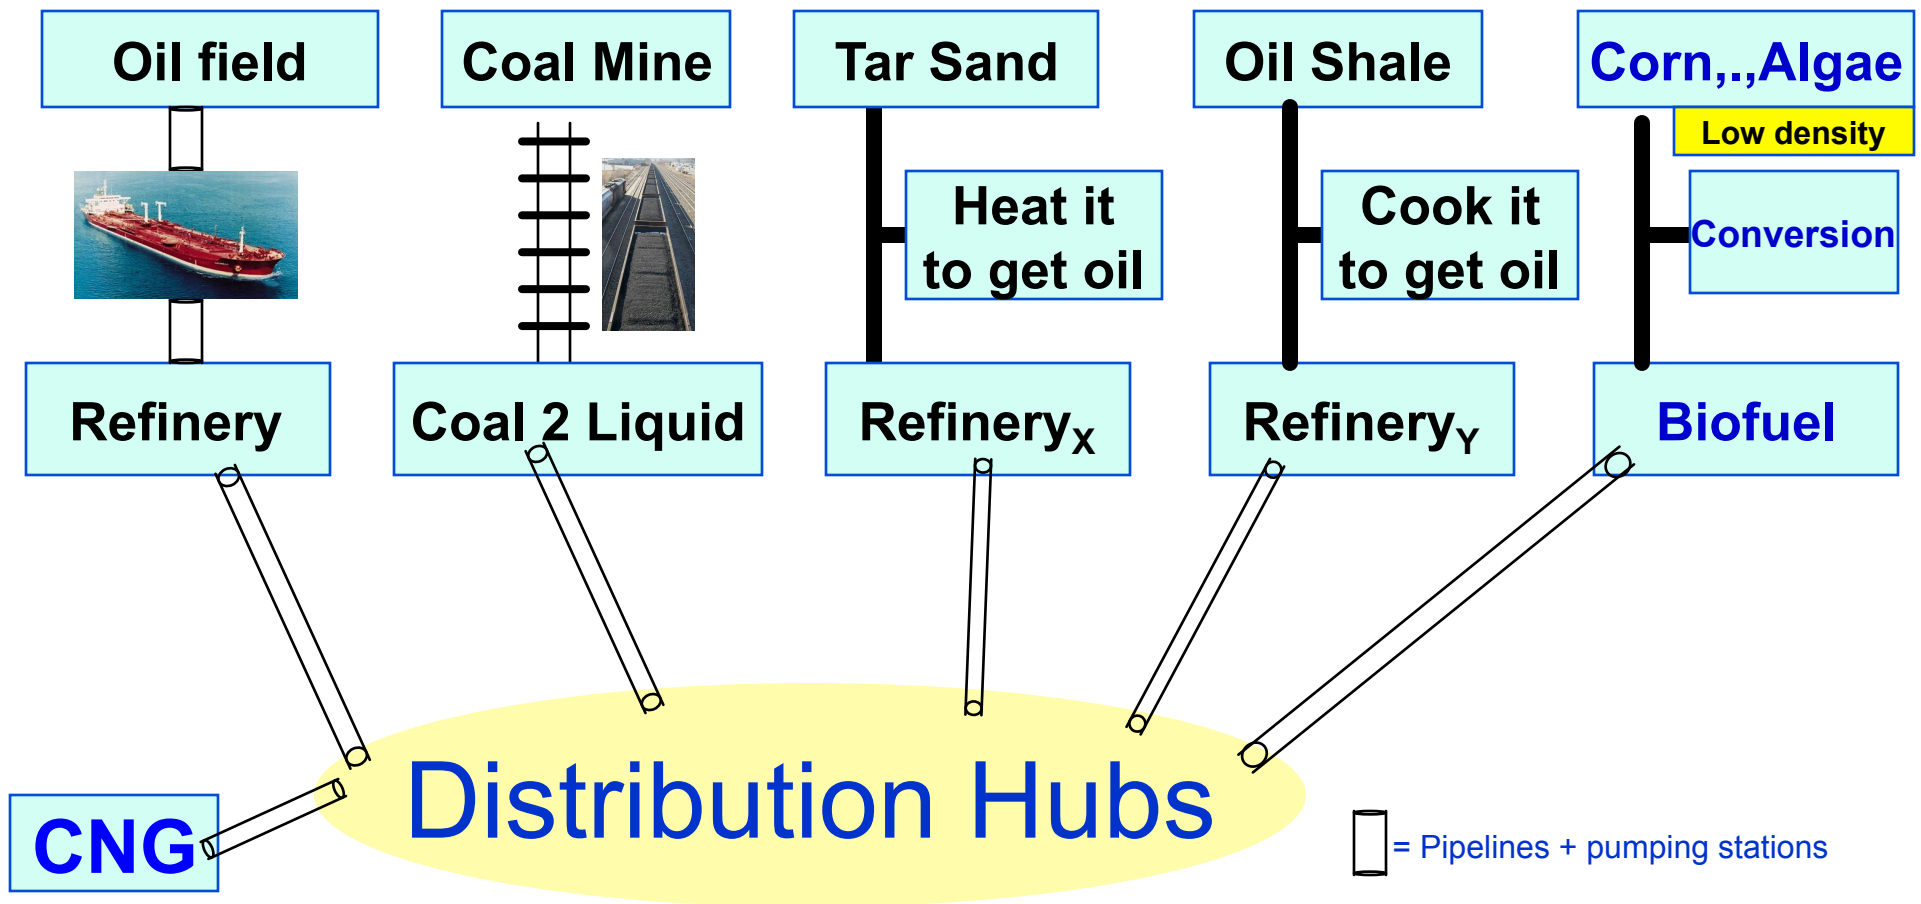 Oil field
Coal Mine
Tar Sand
Oil Shale
Corn,.,Algae
Low density
Heat it
to get oil
Cook it
to get oil
Conversion
Refinery
Coal 2 Liquid
RefineryX
RefineryY
Biofuel
Distribution Hubs
CNG
= Pipelines + pumping stations